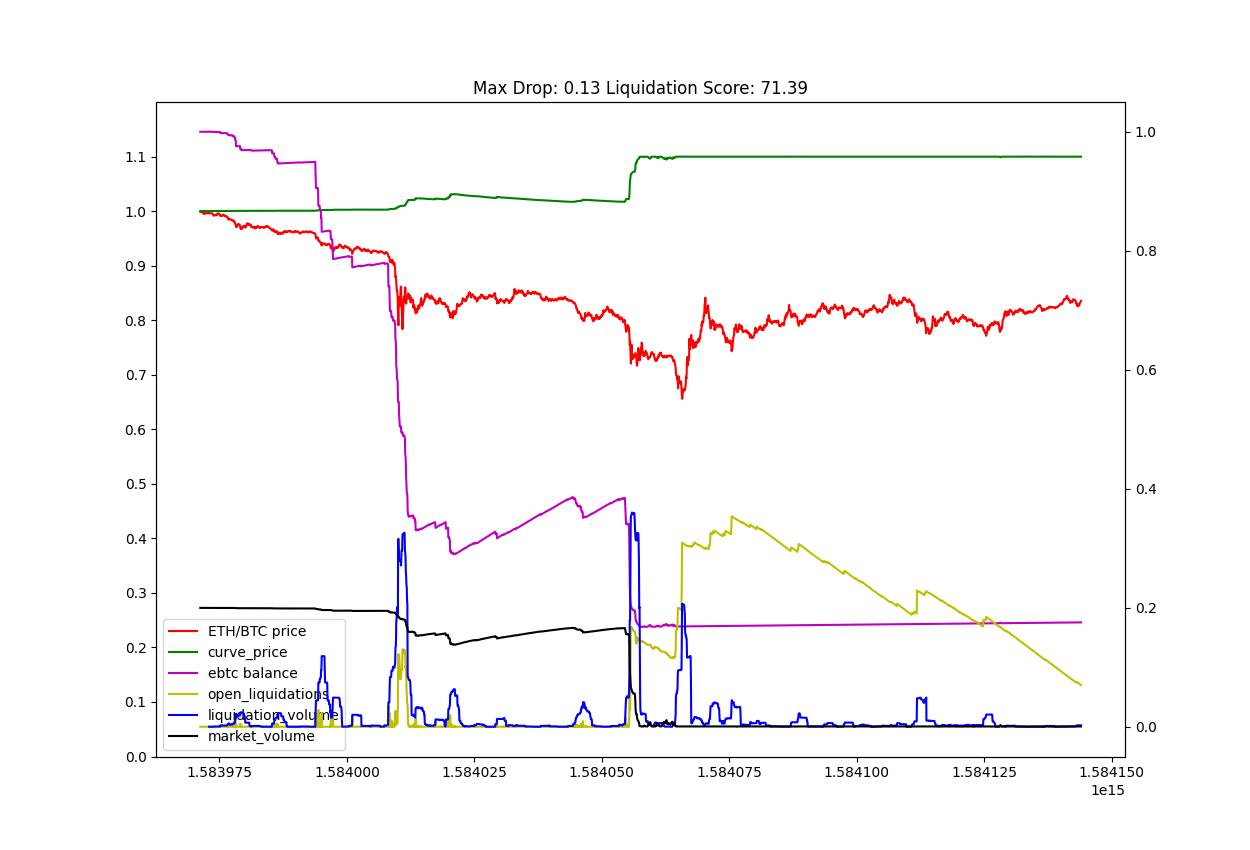 Max Drop: 0.13 Liquidation Score: 71.39
1.1
1.0
0.9
0.8
0.7
0.6
0.5
0.4
0.3
0.2
0.1
0.0
1.0
0.8
0.6
0.4
0.2
0.0
ETH/BTC price
curve_price
ebtc balance
open_liquidations
liquidation_volume
market_volume
1.583975 1.584000 1.584025 1.584050 1.584075 1.584100 1.584125 1.584150
1e15